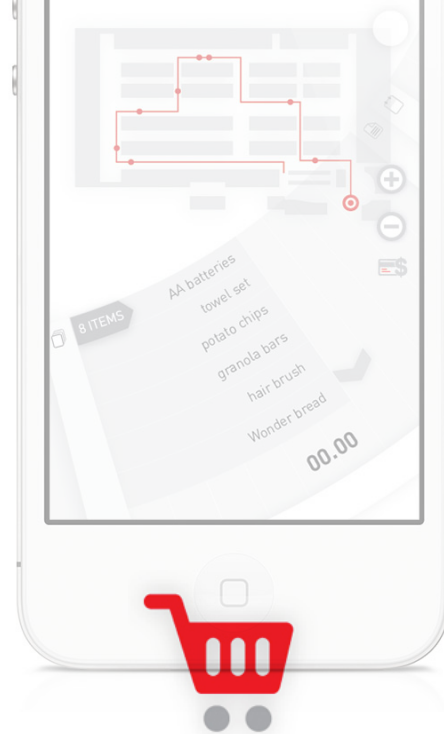 8 ITEMS
AA batteries
towel set
potato chips
granola bars
hair brush
Wonder bread
00.00
$